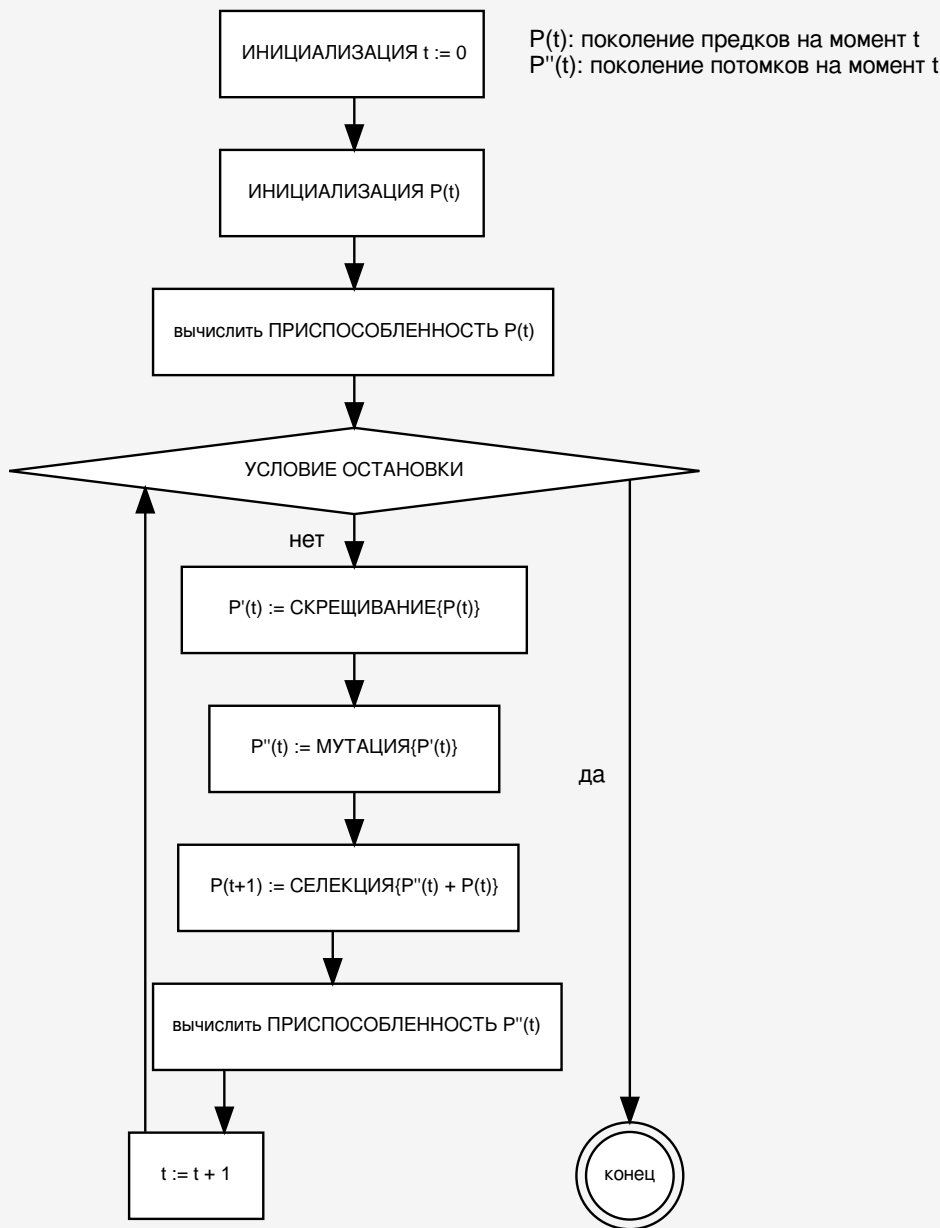 ИНИЦИАЛИЗАЦИЯ t := 0
P(t): поколение предков на момент t
P''(t): поколение потомков на момент t
ИНИЦИАЛИЗАЦИЯ P(t)
вычислить ПРИСПОСОБЛЕННОСТЬ P(t)
УСЛОВИЕ ОСТАНОВКИ
нет
P'(t) := СКРЕЩИВАНИЕ{P(t)}
P''(t) := МУТАЦИЯ{P'(t)}
да
P(t+1) := СЕЛЕКЦИЯ{P''(t) + P(t)}
вычислить ПРИСПОСОБЛЕННОСТЬ P''(t)
t := t + 1
конец